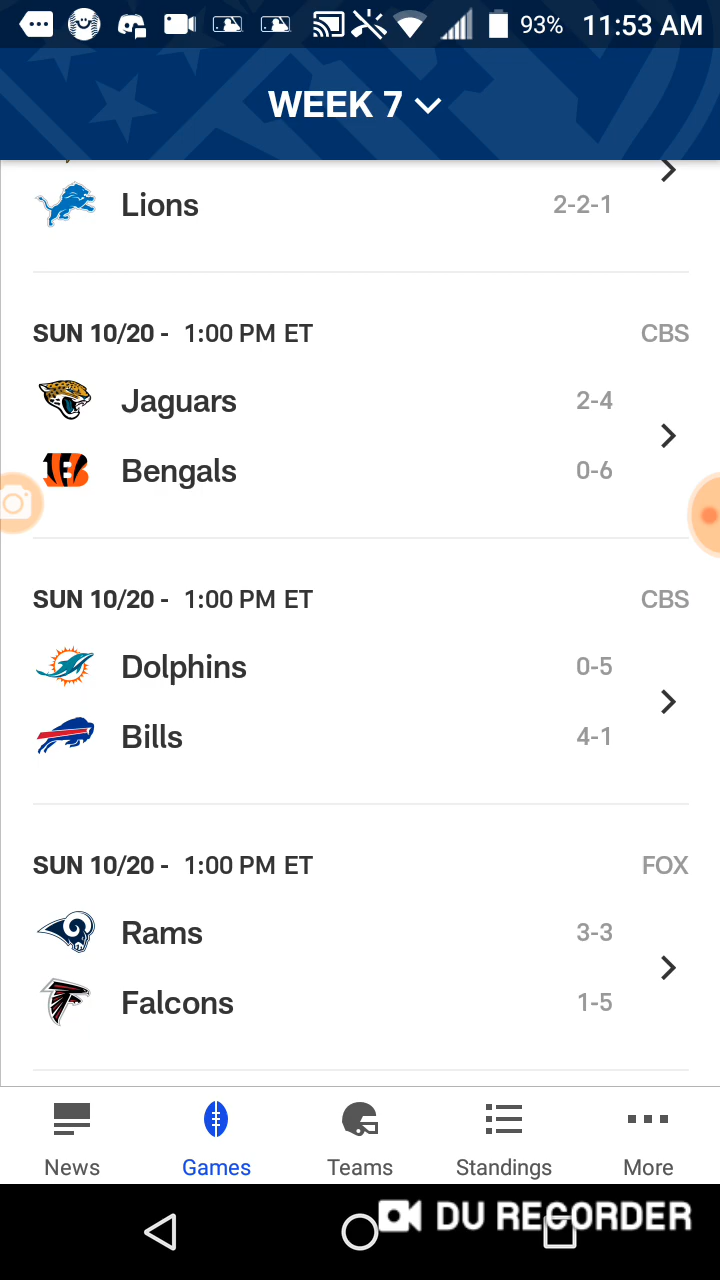 93% 11:53 AM
WEEK 7
Lions 2-2-1
SUN 10/20 - 1:00 PM ET CBS
Jaguars 2-4
Bengals 0-6
SUN 10/20 - 1:00 PM ET CBS
Dolphins 0-5
Bills 4-1
SUN 10/20 - 1:00 PM ET FOX
Rams 3-3
Falcons 1-5
News Games Teams Standings More
DU RECORDER